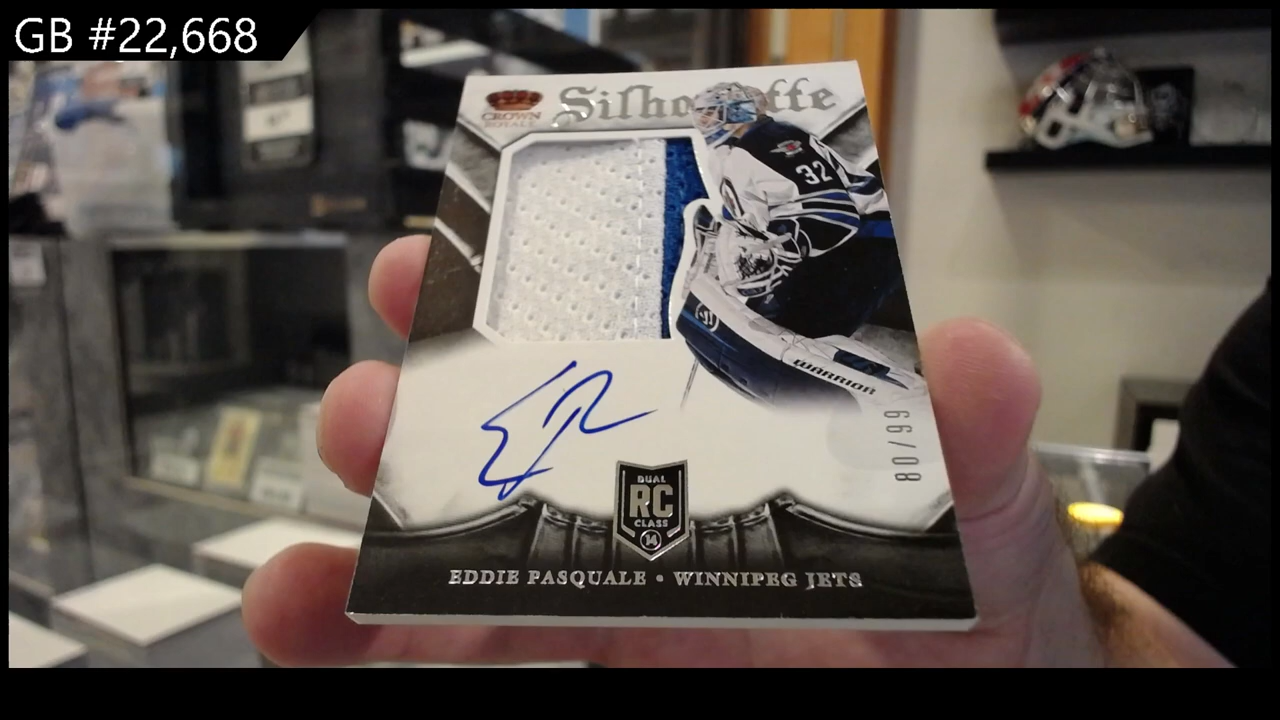 GB #22,668
CROWN
ROYALE
Silhouette
32
WARRIOR
80/99
DUAL
RC
CLASS
14
EDDIE PASQUALE • WINNIPEG JETS